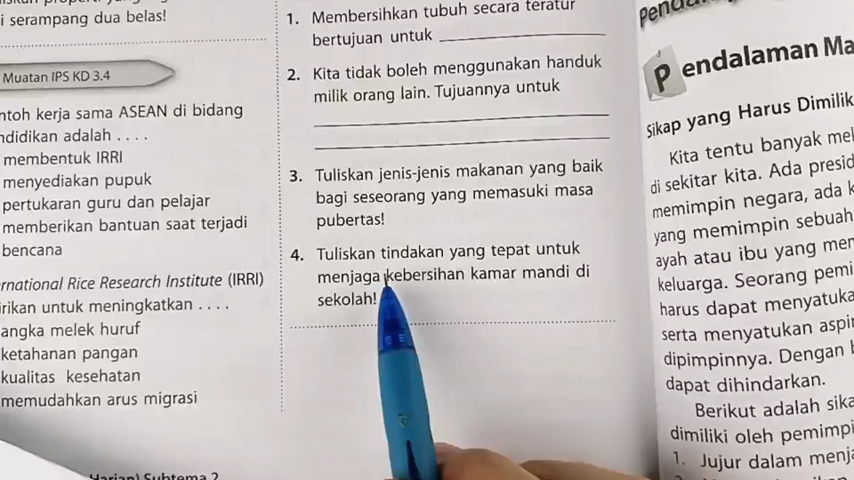 i serampang dua belas!
Muatan IPS KD 3.4
ntoh kerja sama ASEAN di bidang
ndidikan adalah . . . .
membentuk IRRI
menyediakan pupuk
pertukaran guru dan pelajar
memberikan bantuan saat terjadi
bencana
rnational Rice Research Institute (IRRI)
irikan untuk meningkatkan . . . .
angka melek huruf
ketahanan pangan
kualitas kesehatan
memudahkan arus migrasi
Harian) Subtema 2
1. Membersihkan tubuh secara teratur
bertujuan untuk
2. Kita tidak boleh menggunakan handuk
milik orang lain. Tujuannya untuk
3. Tuliskan jenis-jenis makanan yang baik
bagi seseorang yang memasuki masa
pubertas!
4. Tuliskan tindakan yang tepat untuk
menjaga kebersihan kamar mandi di
sekolah!
Pendalaman Ma
Sikap yang Harus Dimilik
Kita tentu banyak mel
di sekitar kita. Ada presid
memimpin negara, ada k
yang memimpin sebuah
ayah atau ibu yang mem
keluarga. Seorang pemi
harus dapat menyatuka
serta menyatukan aspir
dipimpinnya. Dengan b
dapat dihindarkan.
Berikut adalah sika
dimiliki oleh pemimpi
1. Jujur dalam menja